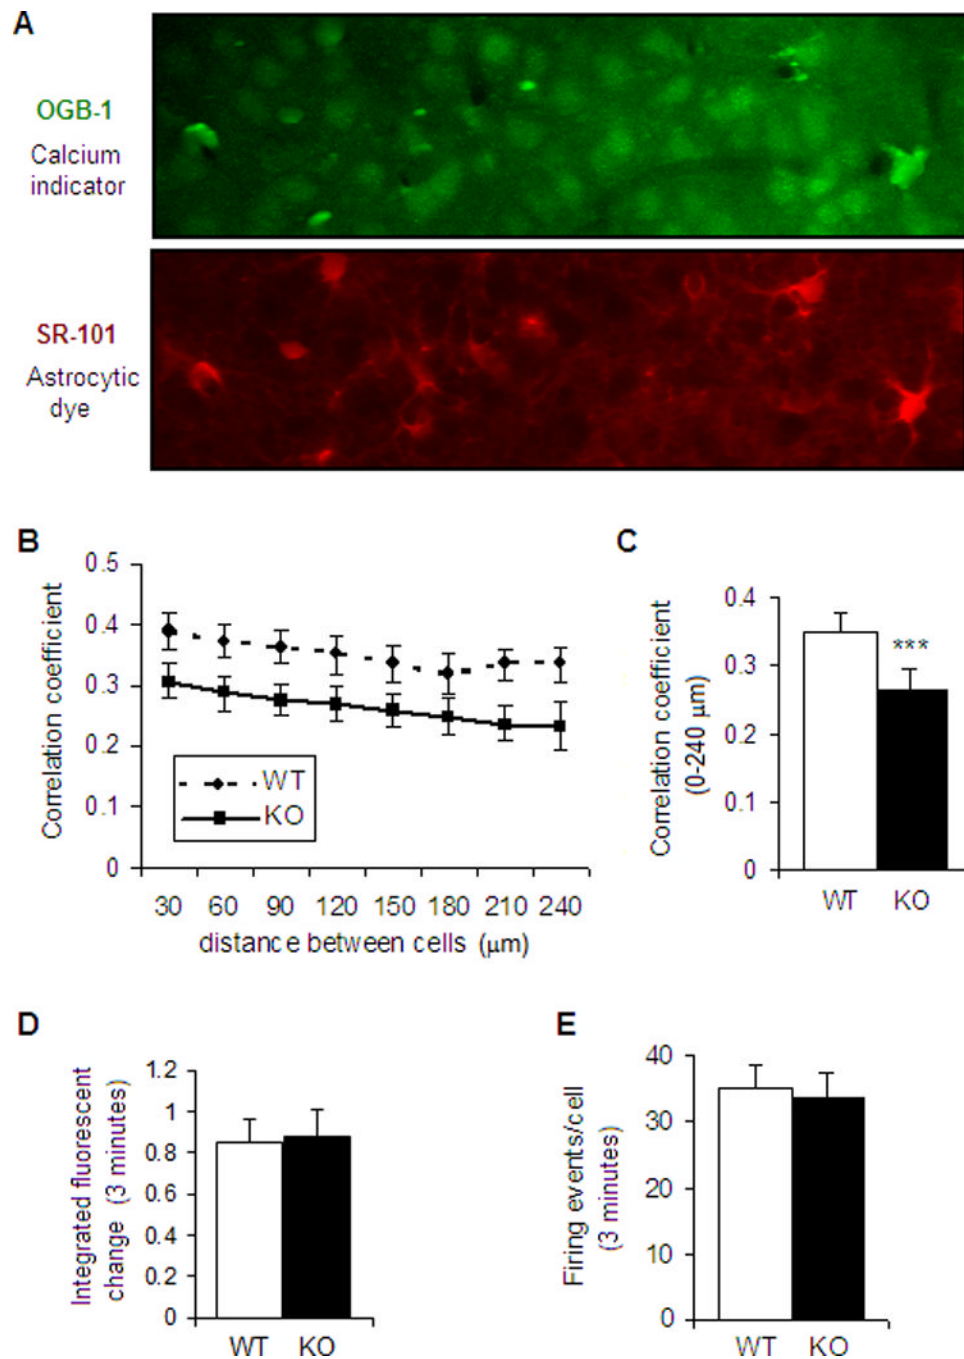 A
OGB-1
Calcium
indicator
SR-101
Astrocytic
dye
B
Correlation coefficient
0.5
0.4
0.3
0.2
0.1
0
WT
KO
30 60 90 120 150 180 210 240
distance between cells (μm)
C
Correlation coefficient
(0-240 μm)
0.4
0.3
0.2
0.1
0
***
WT KO
D
Integrated fluorescent
change (3 minutes)
1.2
1
0.8
0.6
0.4
0.2
0
WT KO
E
Firing events/cell
(3 minutes)
40
30
20
10
0
WT KO